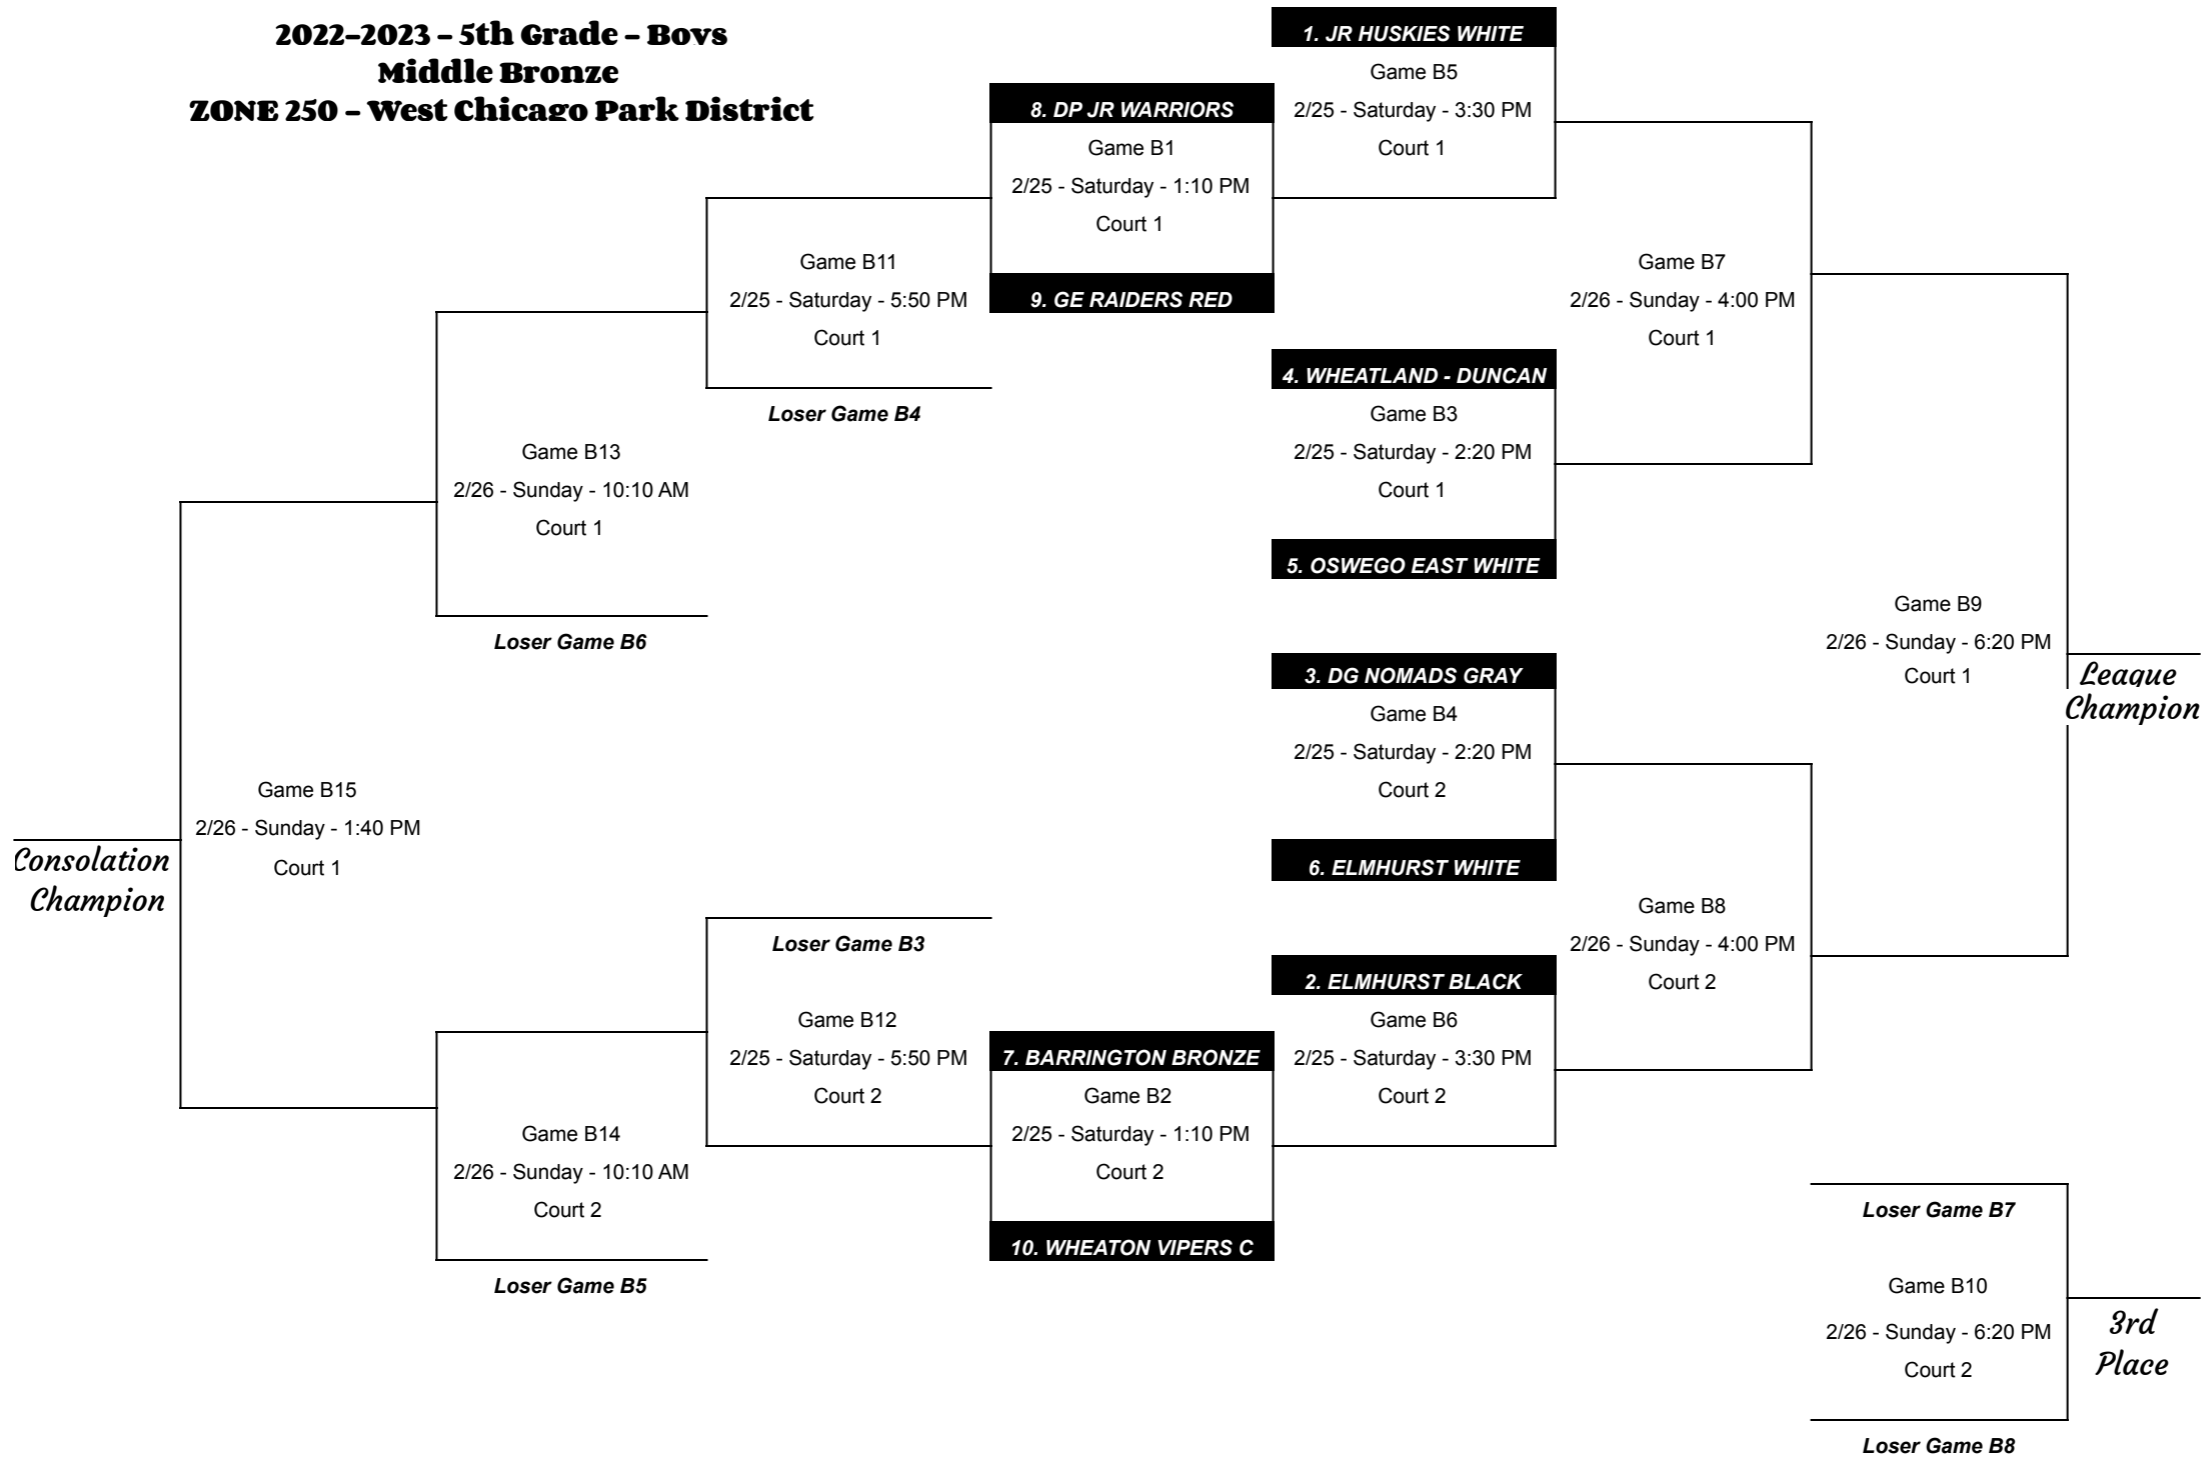 2022-2023 - 5th Grade - Boys
Middle Bronze
ZONE 250 - West Chicago Park District
1. JR HUSKIES WHITE
Game B5
2/25 - Saturday - 3:30 PM
Court 1
8. DP JR WARRIORS
Game B1
2/25 - Saturday - 1:10 PM
Court 1
9. GE RAIDERS RED
Game B11
2/25 - Saturday - 5:50 PM
Court 1
Loser Game B4
Game B7
2/26 - Sunday - 4:00 PM
Court 1
4. WHEATLAND - DUNCAN
Game B3
2/25 - Saturday - 2:20 PM
Court 1
5. OSWEGO EAST WHITE
Game B13
2/26 - Sunday - 10:10 AM
Court 1
Loser Game B6
Game B9
2/26 - Sunday - 6:20 PM
Court 1
League
Champion
3. DG NOMADS GRAY
Game B4
2/25 - Saturday - 2:20 PM
Court 2
6. ELMHURST WHITE
Game B15
2/26 - Sunday - 1:40 PM
Court 1
Consolation
Champion
Game B8
2/26 - Sunday - 4:00 PM
Court 2
Loser Game B3
Game B12
2/25 - Saturday - 5:50 PM
Court 2
2. ELMHURST BLACK
Game B6
2/25 - Saturday - 3:30 PM
Court 2
7. BARRINGTON BRONZE
Game B2
2/25 - Saturday - 1:10 PM
Court 2
10. WHEATON VIPERS C
Game B14
2/26 - Sunday - 10:10 AM
Court 2
Loser Game B5
Loser Game B7
Game B10
2/26 - Sunday - 6:20 PM
Court 2
3rd
Place
Loser Game B8